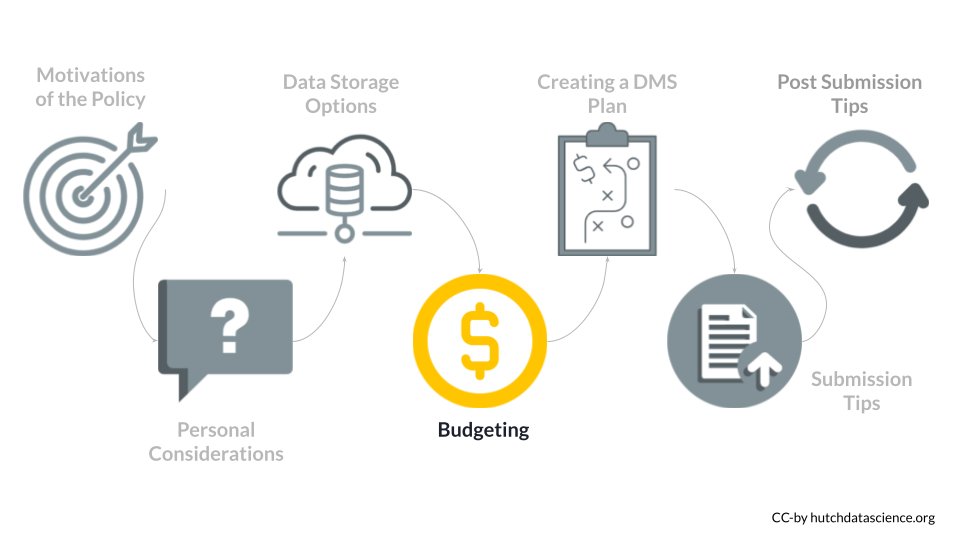 Motivations
of the Policy
Personal
Considerations
Data Storage
Options
$
Budgeting
Creating a DMS
Plan
Submission
Tips
Post Submission
Tips
CC-by hutchdatascience.org